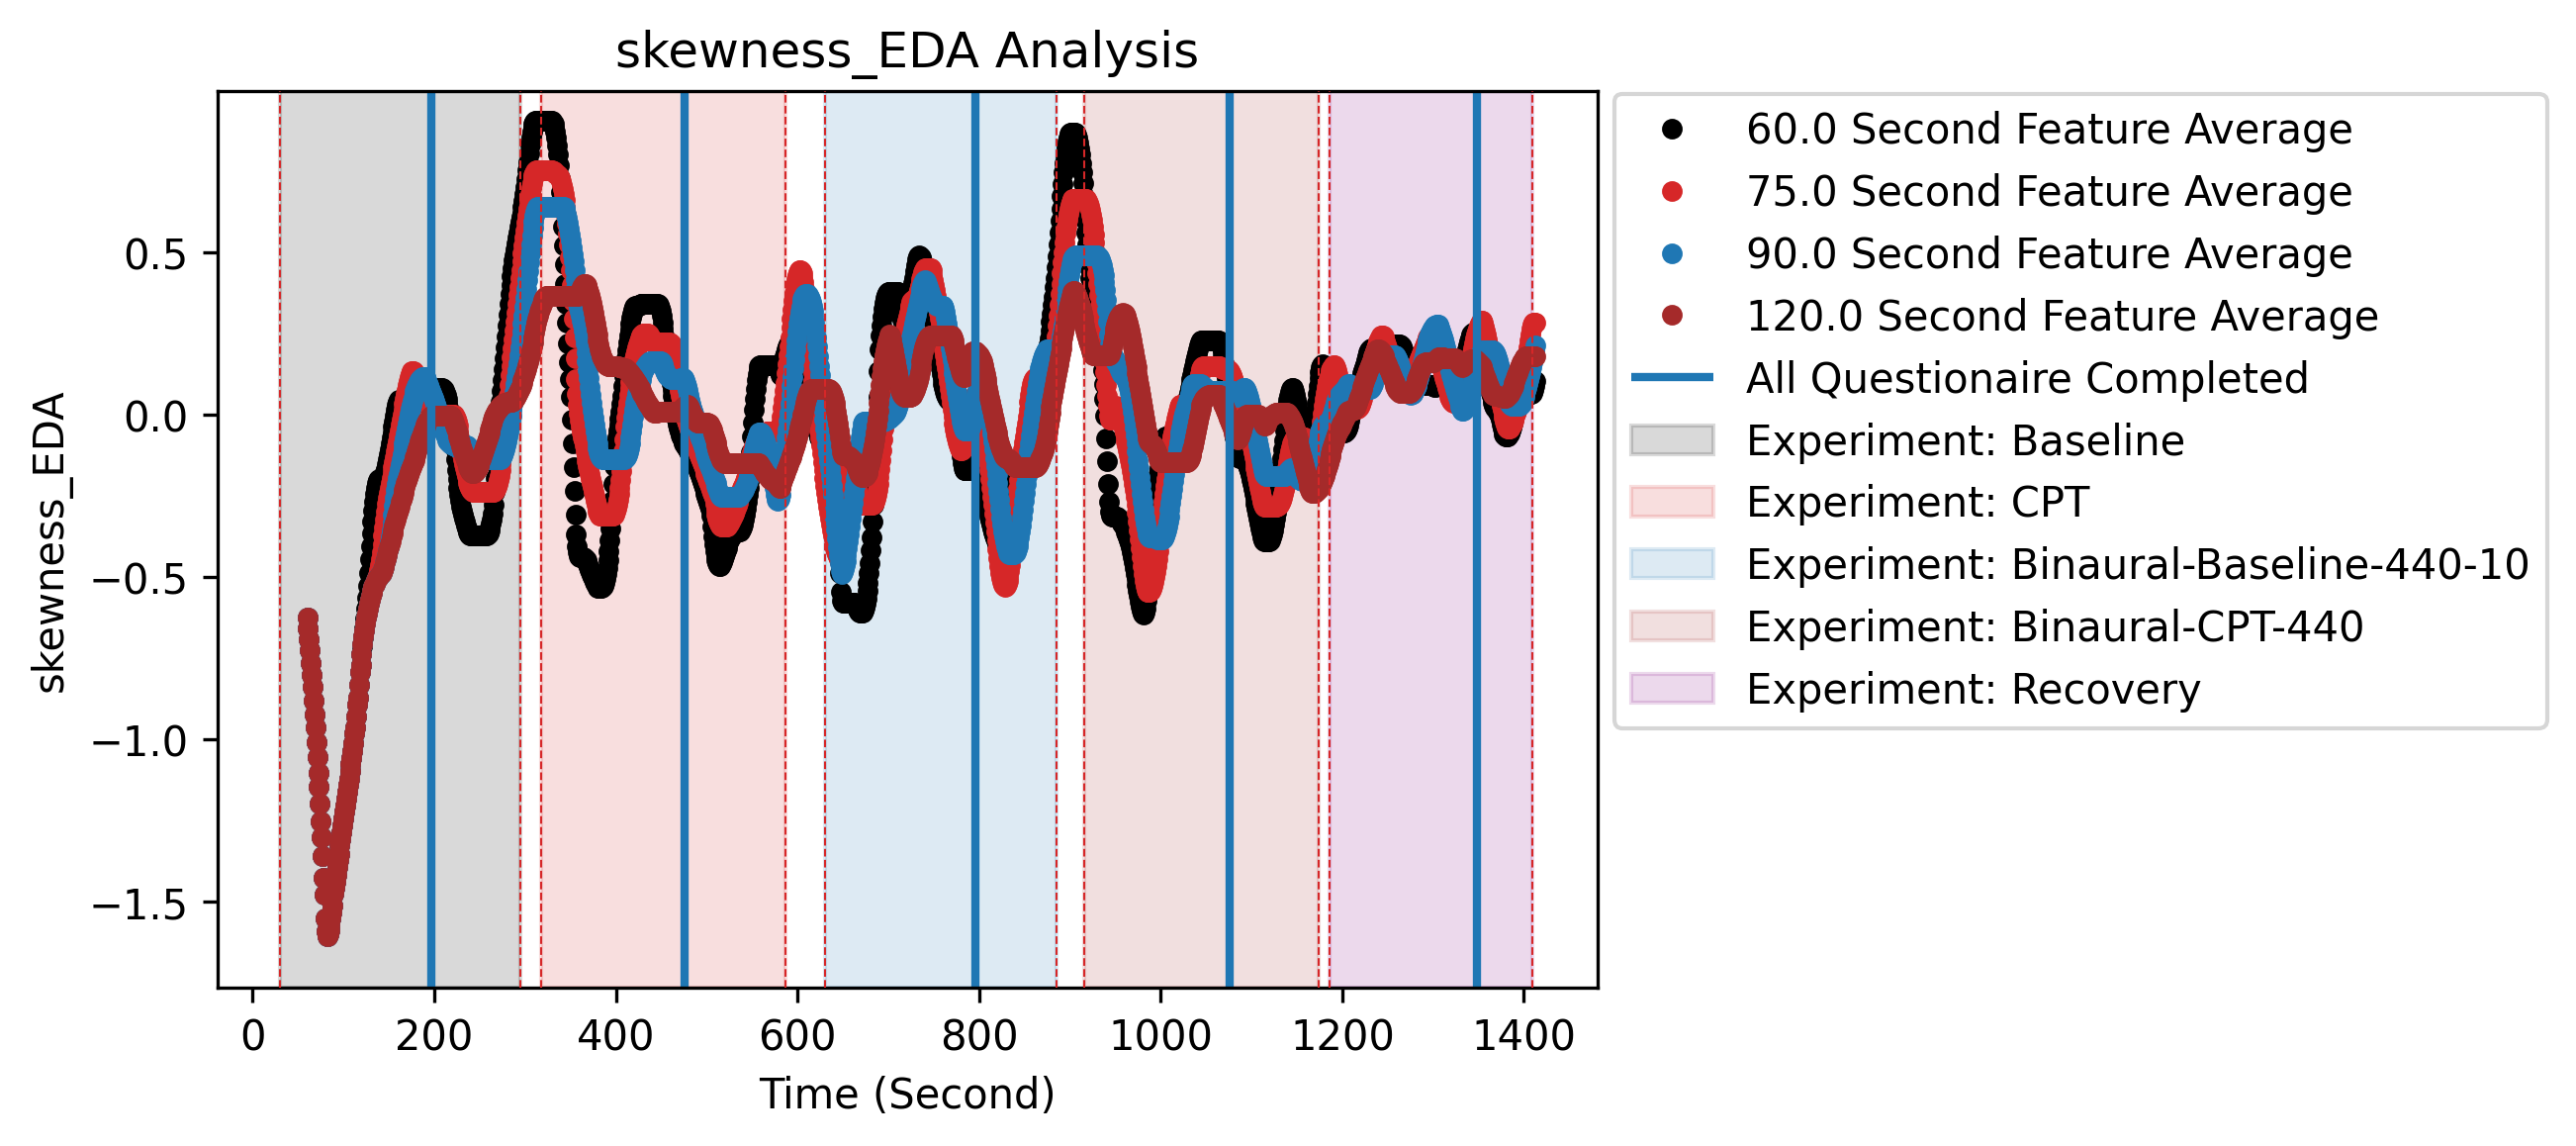 skewness_EDA Analysis
skewness_EDA
0.5
0.0
−0.5
−1.0
−1.5
0 200 400 600 800 1000 1200 1400
Time (Second)
60.0 Second Feature Average
75.0 Second Feature Average
90.0 Second Feature Average
120.0 Second Feature Average
All Questionaire Completed
Experiment: Baseline
Experiment: CPT
Experiment: Binaural-Baseline-440-10
Experiment: Binaural-CPT-440
Experiment: Recovery